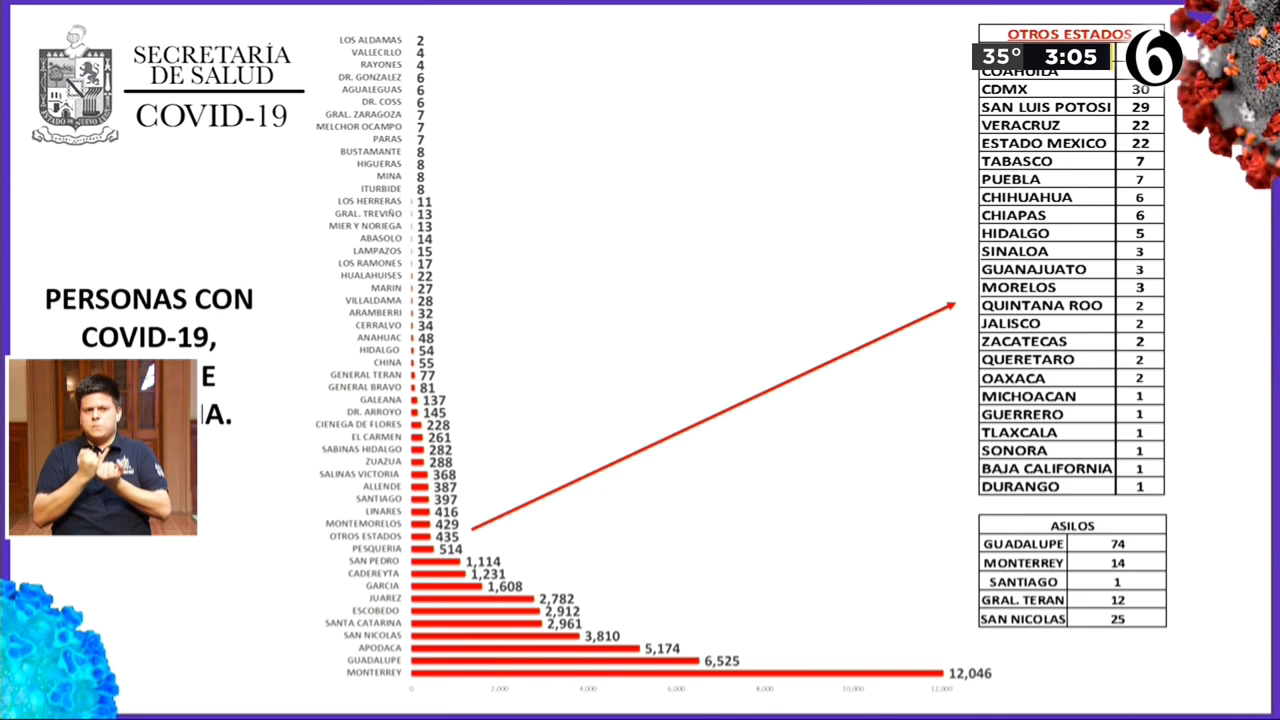 SECRETARÍA
DE SALUD
COVID-19
PERSONAS CON
COVID-19,
E
A.
LOS ALDAMAS 2
VALLECILLO 4
RAYONES 4
DR. GONZALEZ 6
AGUALEGUAS 6
DR. COSS 6
GRAL. ZARAGOZA 7
MELCHOR OCAMPO 7
PARAS 7
BUSTAMANTE 8
HIGUERAS 8
MINA 8
ITURBIDE 8
LOS HERRERAS 11
GRAL. TREVIÑO 13
MIER Y NORIEGA 13
ABASOLO 14
LAMPAZOS 15
LOS RAMONES 17
HUALAHUISES 22
MARIN 27
VILLALDAMA 28
ARAMBERRI 32
CERRALVO 34
ANAHUAC 48
HIDALGO 54
CHINA 55
GENERAL TERAN 77
GENERAL BRAVO 81
GALEANA 137
DR. ARROYO 145
CIENEGA DE FLORES 228
EL CARMEN 261
SABINAS HIDALGO 282
ZUAZUA 288
SALINAS VICTORIA 368
ALLENDE 387
SANTIAGO 397
LINARES 416
MONTEMORELOS 429
OTROS ESTADOS 435
PESQUERIA 514
SAN PEDRO 1,114
CADEREYTA 1,231
GARCIA 1,608
JUAREZ 2,782
ESCOBEDO 2,912
SANTA CATARINA 2,961
SAN NICOLAS 3,810
APODACA 5,174
GUADALUPE 6,525
MONTERREY 12,046
0 2,000 4,000 6,000 8,000 10,000 12,000
OTROS ESTADOS
35° 3:05 6
COAHUILA
CDMX 30
SAN LUIS POTOSI 29
VERACRUZ 22
ESTADO MEXICO 22
TABASCO 7
PUEBLA 7
CHIHUAHUA 6
CHIAPAS 6
HIDALGO 5
SINALOA 3
GUANAJUATO 3
MORELOS 3
QUINTANA ROO 2
JALISCO 2
ZACATECAS 2
QUERETARO 2
OAXACA 2
MICHOACAN 1
GUERRERO 1
TLAXCALA 1
SONORA 1
BAJA CALIFORNIA 1
DURANGO 1
ASILOS
GUADALUPE 74
MONTERREY 14
SANTIAGO 1
GRAL. TERAN 12
SAN NICOLAS 25